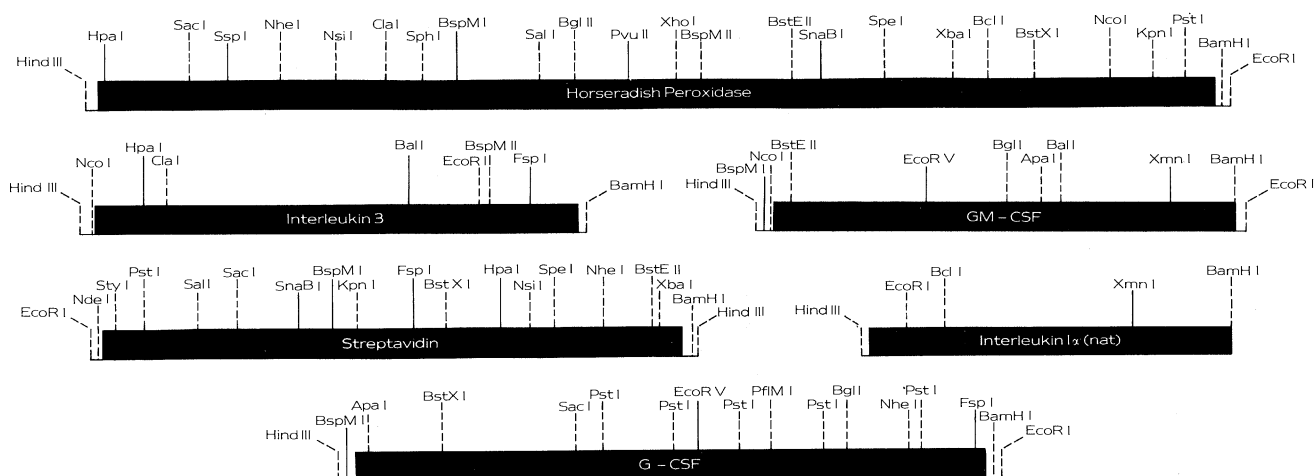 Hpa I
Sac I
Ssp I
Nhe I
Nsi I
Cla I
Sph I
BspM I
Sal I
Bgl II
Pvu II
Xho I
BspM II
BstE II
SnaB I
Spe I
Xba I
Bcl I
BstX I
Nco I
Kpn I
Pst I
BamH I
Hind III
EcoR I
Horseradish Peroxidase
Hind III
Nco I
Hpa I
Cla I
Bal I
EcoR I
BspM II
Fsp I
BamH I
Interleukin 3
Hind III
BspM I
Nco I
BstE II
EcoR V
Bgl I
Apa I
Bal I
Xmn I
BamH I
EcoR I
GM – CSF
EcoR I
Nde I
Sty I
Pst I
Sal I
Sac I
SnaB I
BspM I
Kpn I
Fsp I
BstX I
Hpa I
Nsi I
Spe I
Nhe I
BstE II
Xba I
BamH I
Hind III
Streptavidin
Hind III
EcoR I
Bcl I
Xmn I
BamH I
Interleukin 1α (nat)
Hind III
BspM I
Apa I
BstX I
Sac I
Pst I
Pst I
EcoR V
Pst I
PflM I
Pst I
Bgl I
Nhe I
Pst I
Fsp I
BamH I
EcoR I
G – CSF